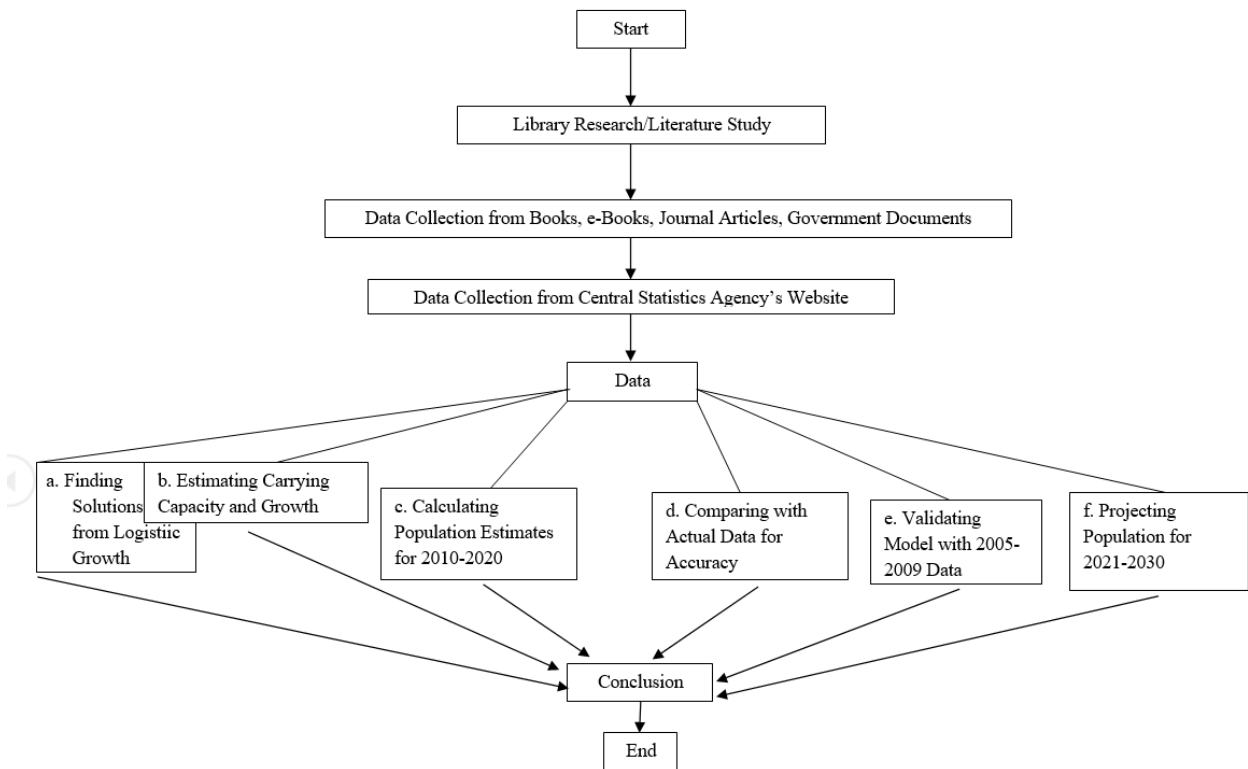 Start
Library Research/Literature Study
Data Collection from Books, e-Books, Journal Articles, Government Documents
Data Collection from Central Statistics Agency's Website
Data
a. Finding
Solutions
from Logistiic
Growth
b. Estimating Carrying
Capacity and Growth
c. Calculating
Population Estimates
for 2010-2020
d. Comparing with
Actual Data for
Accuracy
e. Validating
Model with 2005-
2009 Data
f. Projecting
Population for
2021-2030
Conclusion
End